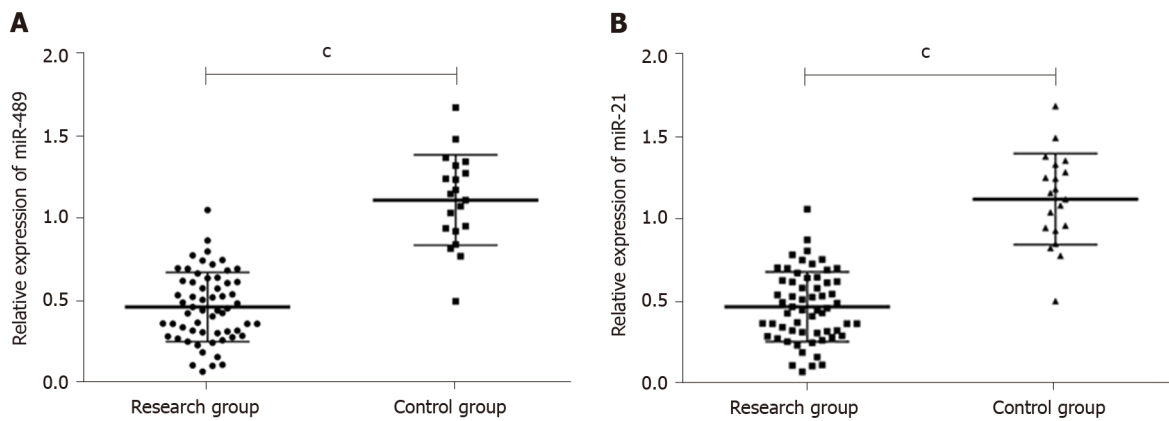 A
Relative expression of miR-489
2.0
1.5
1.0
0.5
0.0
c
Research group
Control group
B
Relative expression of miR-21
2.0
1.5
1.0
0.5
0.0
c
Research group
Control group